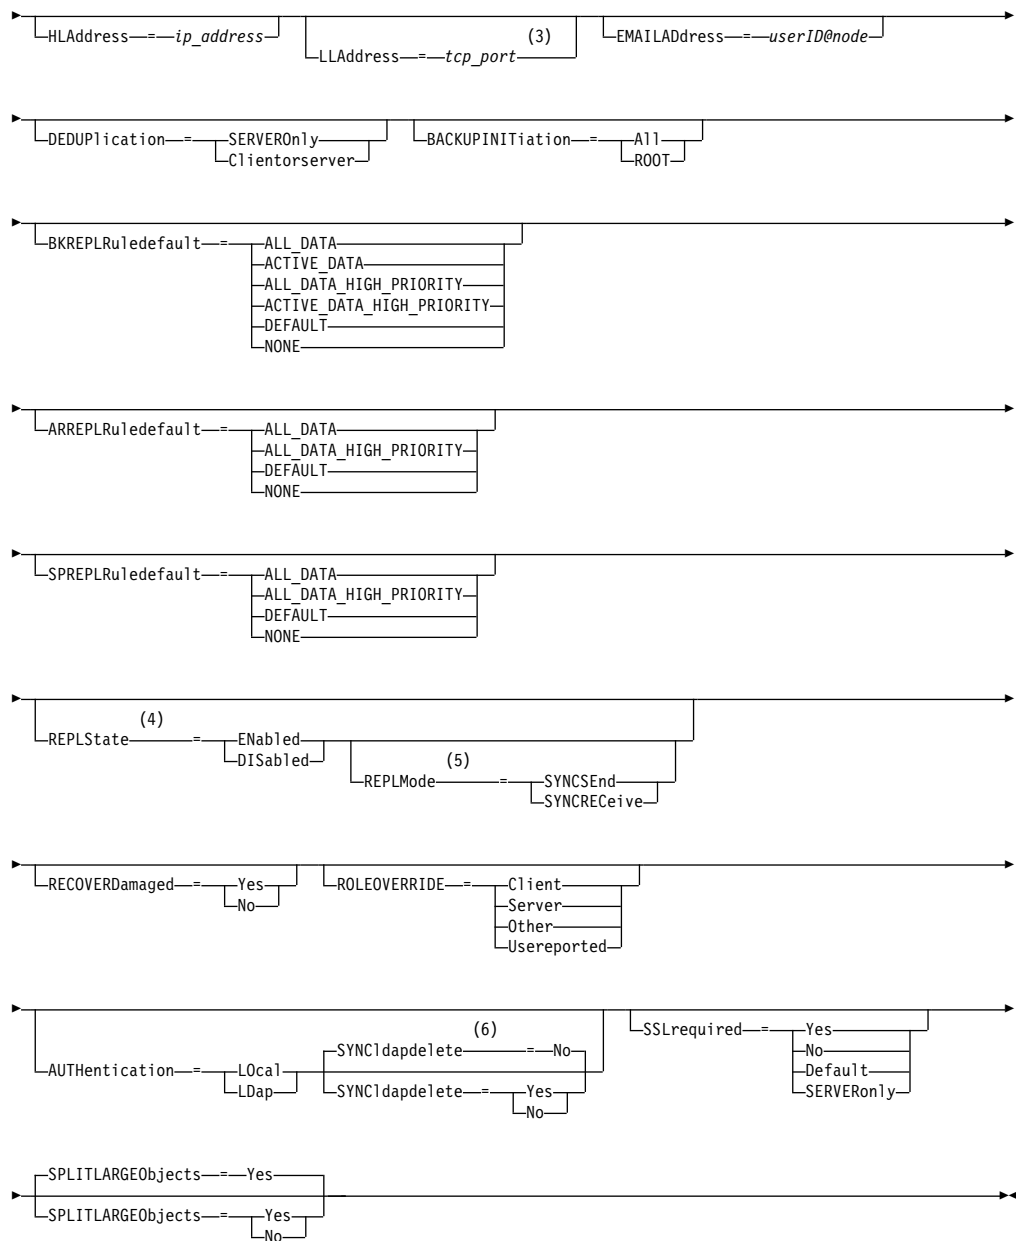 HLAddress = ip_address
(3)
LLAddress = tcp_port
EMAILADdress = userID@node
DEDUPlication = SERVEROnly
Clientorserver
BACKUPINITiation = All
ROOT
BKREPLRuledefault = ALL_DATA
ACTIVE_DATA
ALL_DATA_HIGH_PRIORITY
ACTIVE_DATA_HIGH_PRIORITY
DEFAULT
NONE
ARREPLRuledefault = ALL_DATA
ALL_DATA_HIGH_PRIORITY
DEFAULT
NONE
SPREPLRuledefault = ALL_DATA
ALL_DATA_HIGH_PRIORITY
DEFAULT
NONE
(4)
REPLState = ENabled
DISabled
(5)
REPLMode = SYNCSEnd
SYNCRECeive
RECOVERDamaged = Yes
No
ROLEOVERRIDE = Client
Server
Other
Usereported
(6)
SYNCldapdelete = No
AUTHentication = LOcal
LDap
SYNCldapdelete = Yes
No
SSLrequired = Yes
No
Default
SERVERonly
SPLITLARGEObjects = Yes
SPLITLARGEObjects = Yes
No